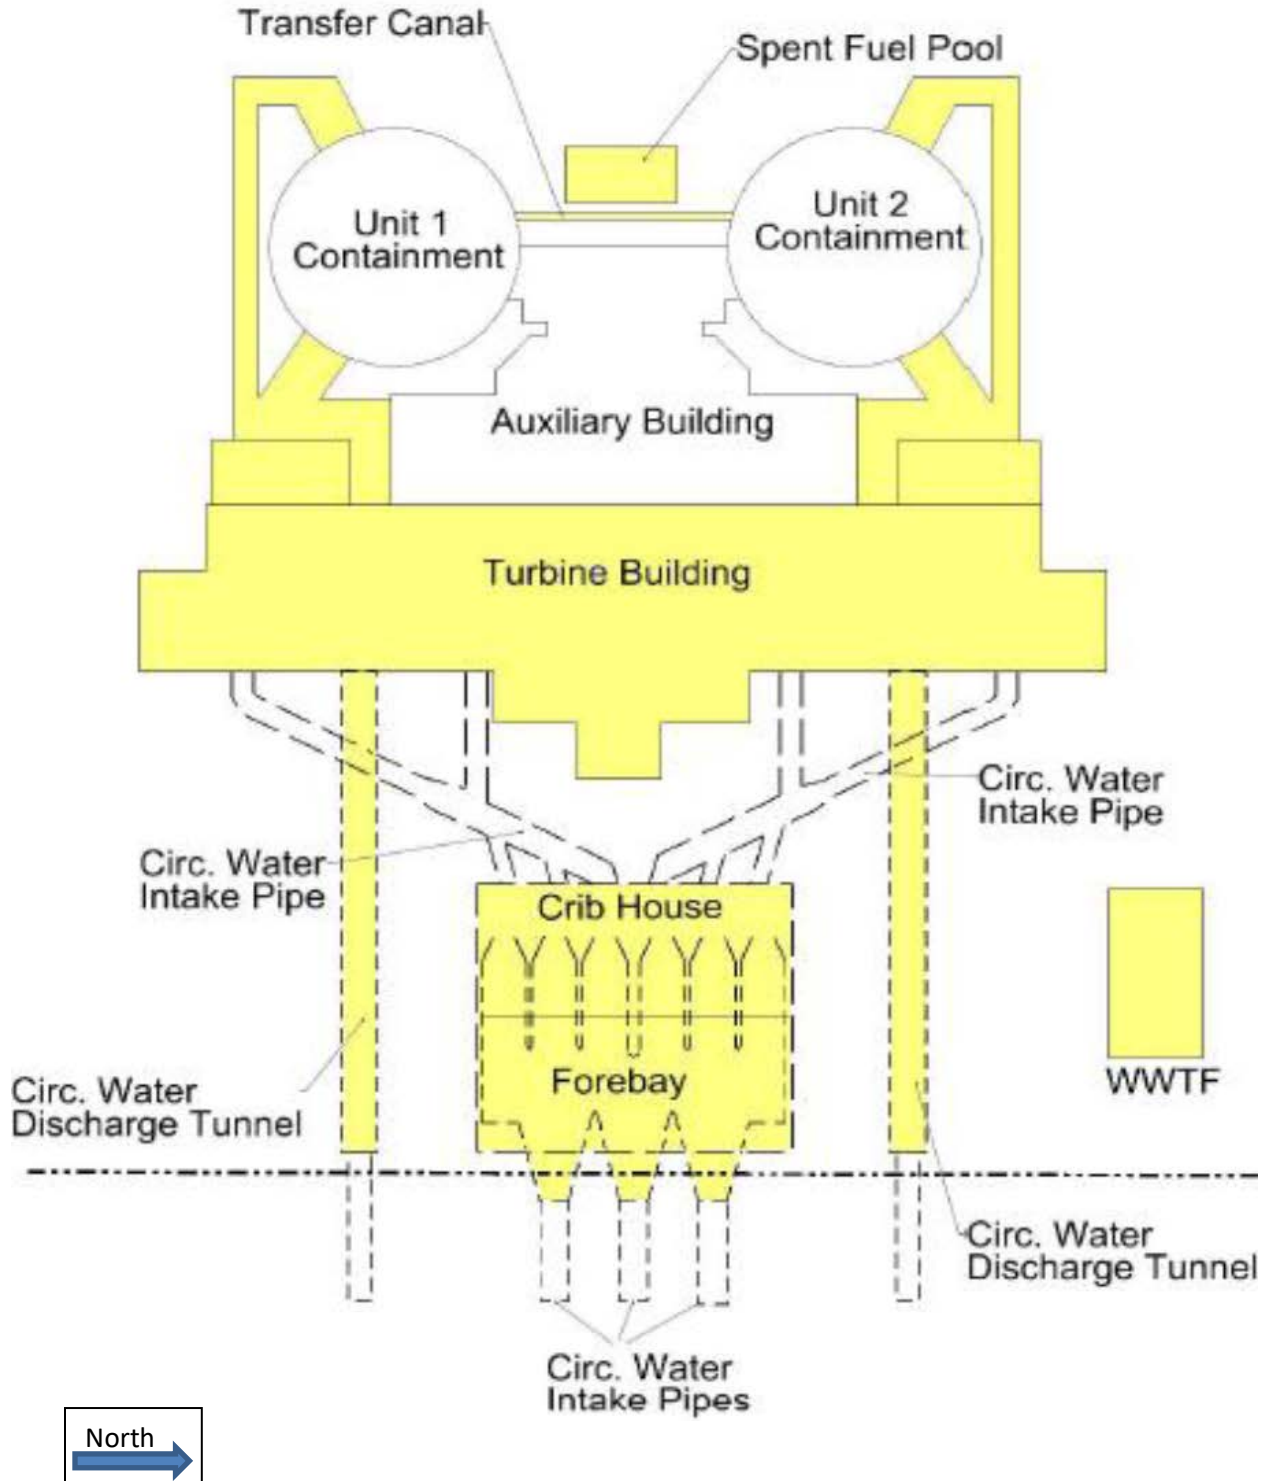 Transfer Canal
Spent Fuel Pool
Unit 1
Containment
Unit 2
Containment
Auxiliary Building
Turbine Building
Circ. Water
Intake Pipe
Circ. Water
Intake Pipe
Crib House
Forebay
Circ. Water
Discharge Tunnel
WWTF
Circ. Water
Discharge Tunnel
Circ. Water
Intake Pipes
North